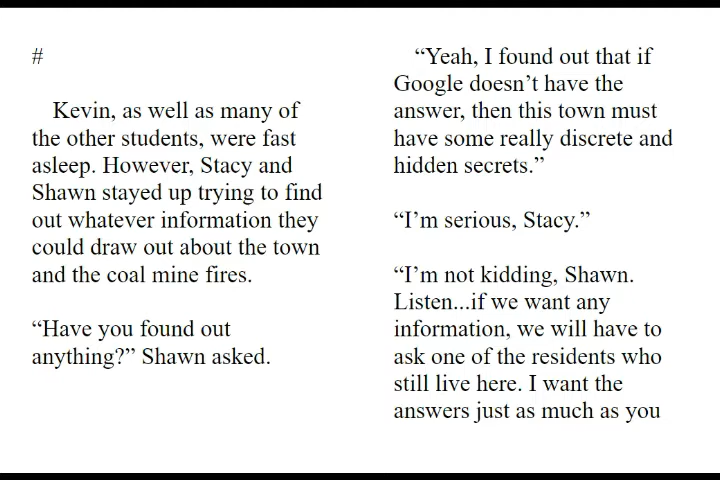 #
Kevin, as well as many of
the other students, were fast
asleep. However, Stacy and
Shawn stayed up trying to find
out whatever information they
could draw out about the town
and the coal mine fires.
“Have you found out
anything?” Shawn asked.
“Yeah, I found out that if
Google doesn’t have the
answer, then this town must
have some really discrete and
hidden secrets.”
“I’m serious, Stacy.”
“I’m not kidding, Shawn.
Listen...if we want any
information, we will have to
ask one of the residents who
still live here. I want the
answers just as much as you